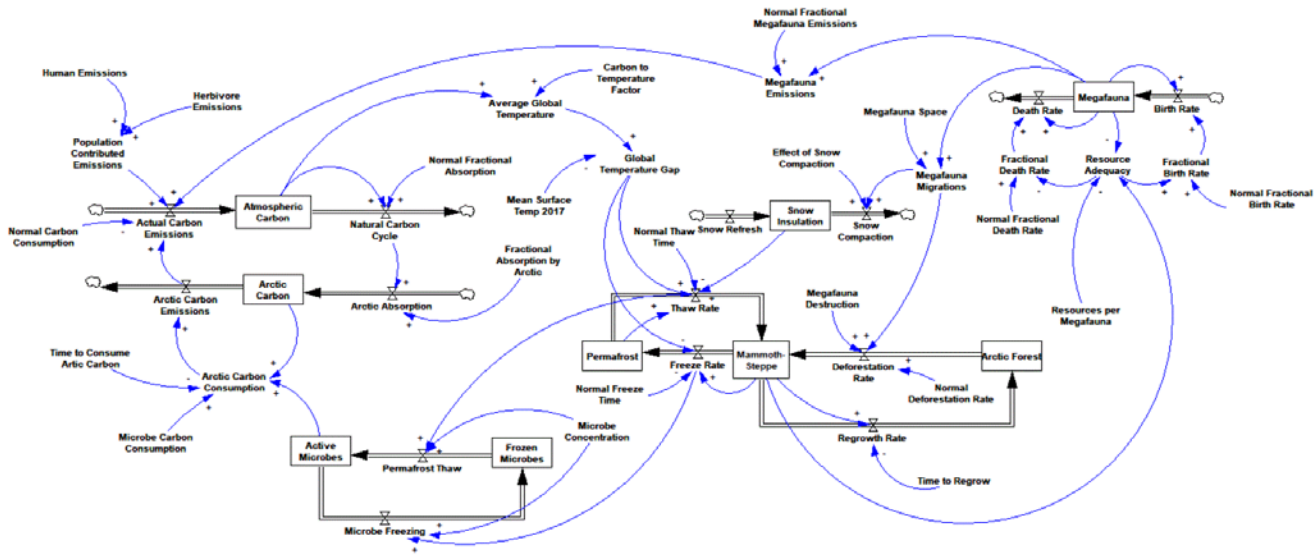 Normal Fractional
Megafauna Emissions
Human Emissions
Herbivore
Emissions
Carbon to
Temperature
Factor
Average Global
Temperature
Megafauna
Emissions
Megafauna
Death Rate
Birth Rate
Population
Contributed
Emissions
Normal Fractional
Absorption
Global
Temperature Gap
Megafauna Space
Effect of Snow
Compaction
Megafauna
Migrations
Fractional
Death Rate
Resource
Adequacy
Fractional
Birth Rate
Normal Fractional
Birth Rate
Normal Fractional
Death Rate
Mean Surface
Temp 2017
Normal Carbon
Consumption
Actual Carbon
Emissions
Atmospheric
Carbon
Natural Carbon
Cycle
Snow Refresh
Snow
Insulation
Snow
Compaction
Normal Thaw
Time
Fractional
Absorption by
Arctic
Arctic Carbon
Emissions
Arctic
Carbon
Arctic Absorption
Thaw Rate
Megafauna
Destruction
Resources per
Megafauna
Permafrost
Freeze Rate
Mammoth-
Steppe
Deforestation
Rate
Arctic Forest
Time to Consume
Artic Carbon
Arctic Carbon
Consumption
Normal Freeze
Time
Normal
Deforestation Rate
Microbe Carbon
Consumption
Microbe
Concentration
Regrowth Rate
Active
Microbes
Permafrost Thaw
Frozen
Microbes
Time to Regrow
Microbe Freezing